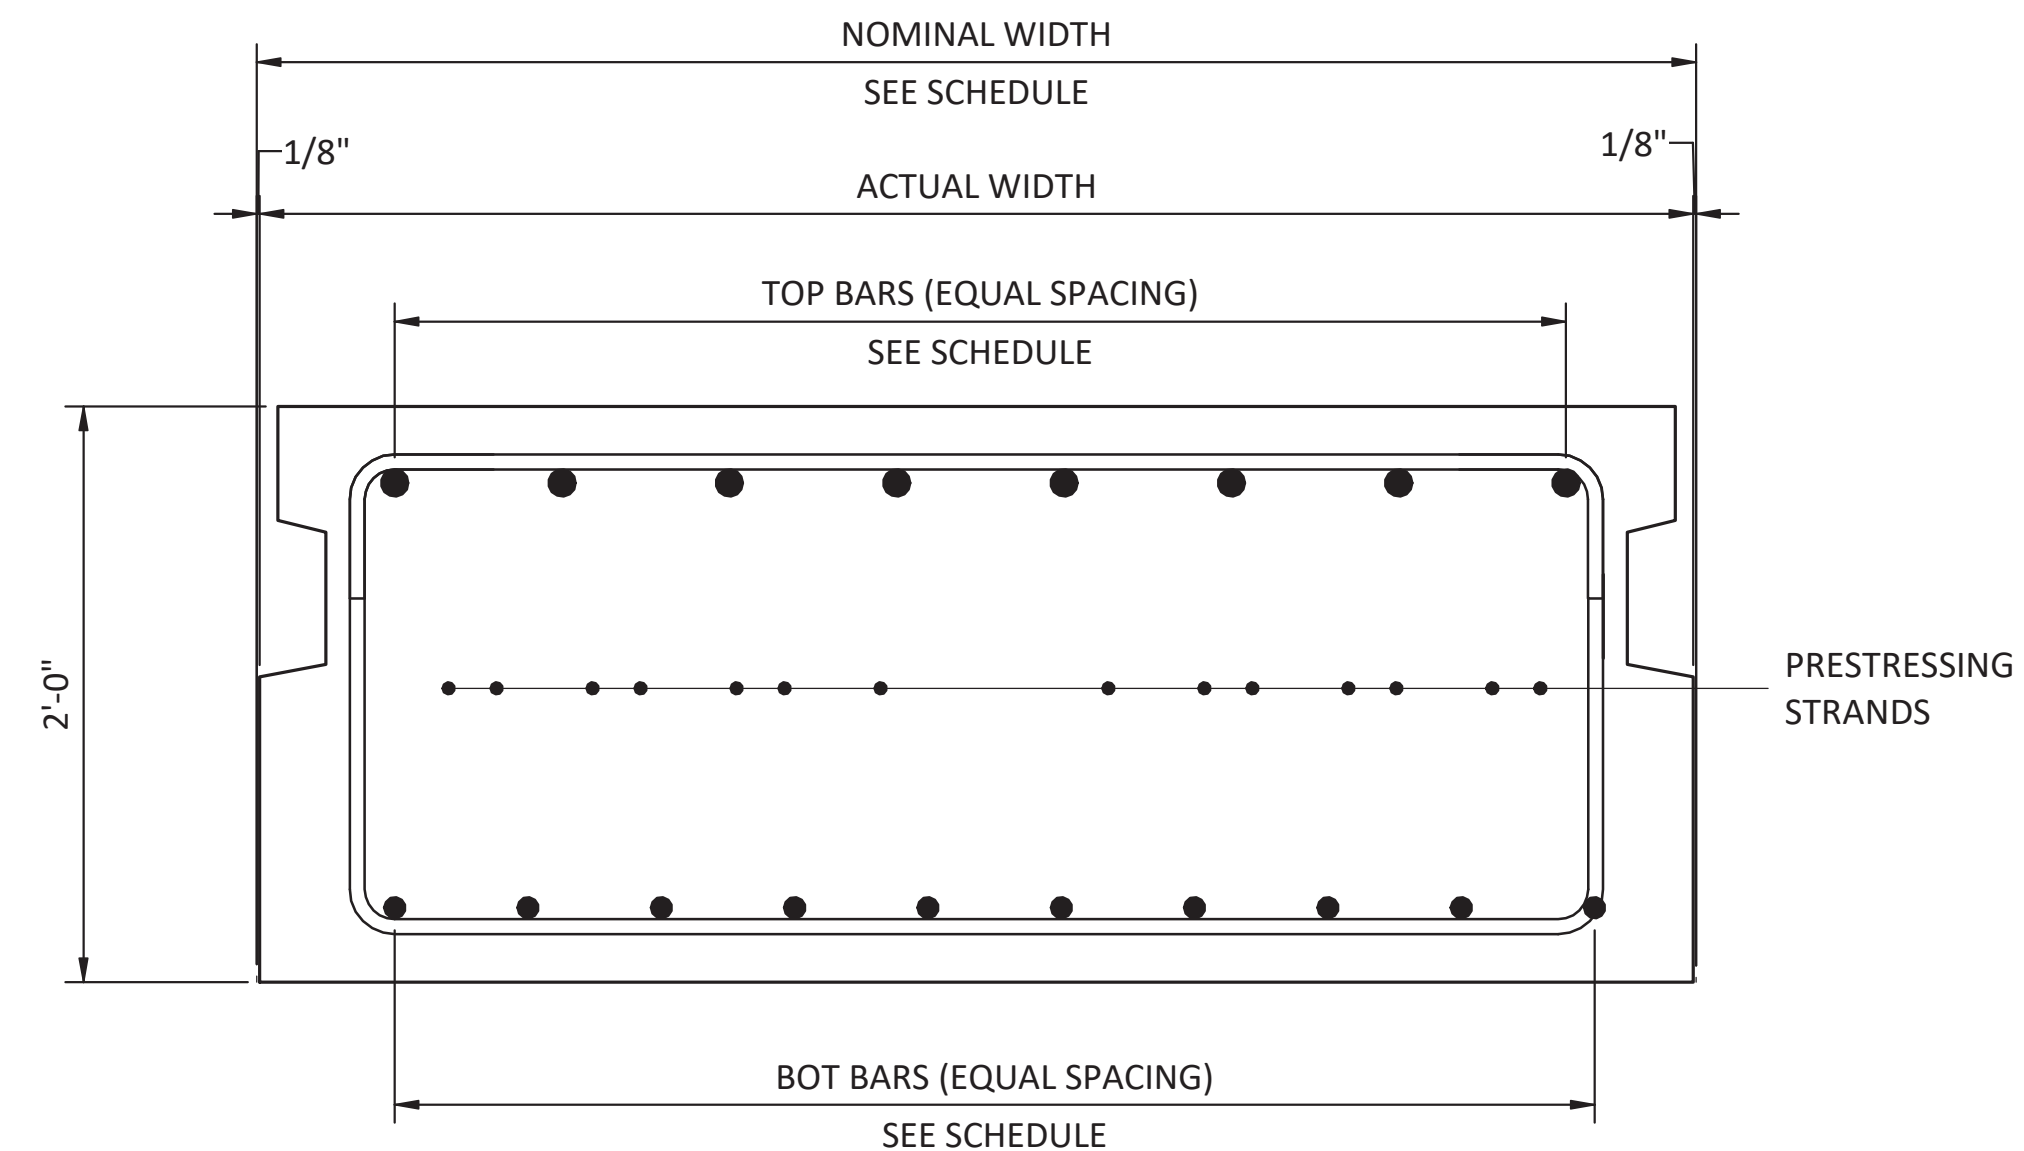 NOMINAL WIDTH
SEE SCHEDULE
1/8"
1/8"
ACTUAL WIDTH
TOP BARS (EQUAL SPACING)
SEE SCHEDULE
2'-0"
PRESTRESSING
STRANDS
BOT BARS (EQUAL SPACING)
SEE SCHEDULE